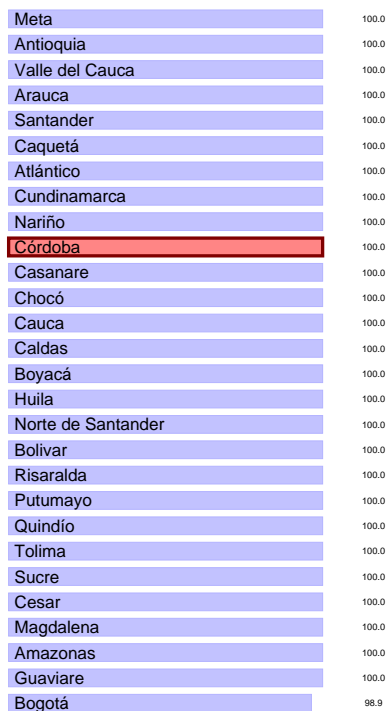 Meta 100.0
Antioquia 100.0
Valle del Cauca 100.0
Arauca 100.0
Santander 100.0
Caquetá 100.0
Atlántico 100.0
Cundinamarca 100.0
Nariño 100.0
Córdoba 100.0
Casanare 100.0
Chocó 100.0
Cauca 100.0
Caldas 100.0
Boyacá 100.0
Huila 100.0
Norte de Santander 100.0
Bolivar 100.0
Risaralda 100.0
Putumayo 100.0
Quindío 100.0
Tolima 100.0
Sucre 100.0
Cesar 100.0
Magdalena 100.0
Amazonas 100.0
Guaviare 100.0
Bogotá 98.9